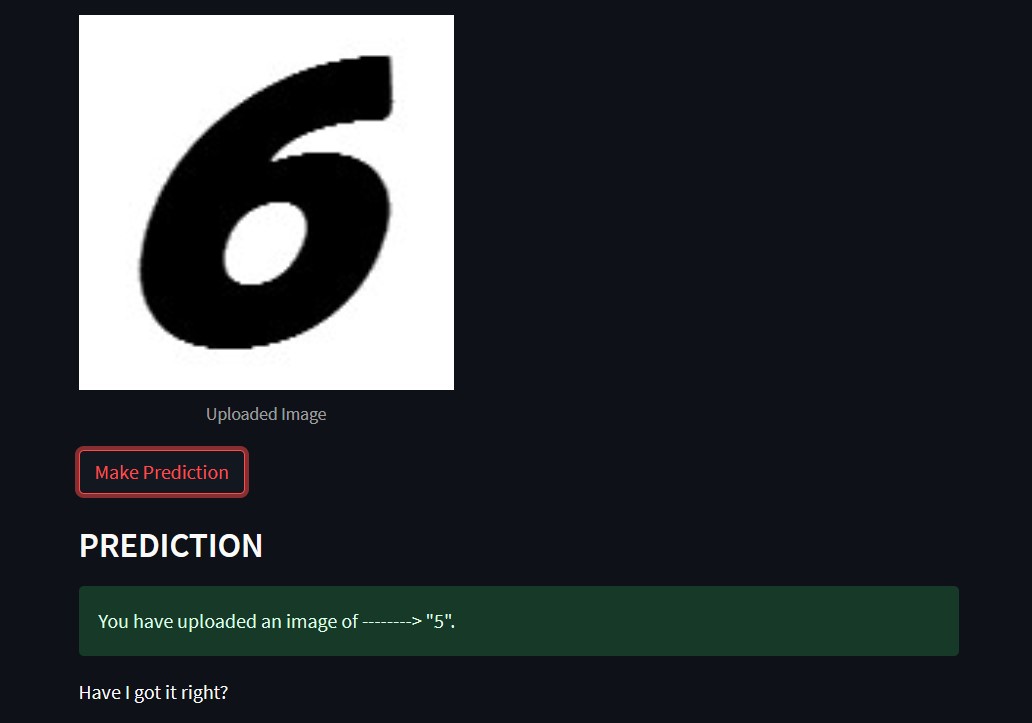 6
Uploaded Image
Make Prediction
PREDICTION
You have uploaded an image of --------> "5".
Have I got it right?